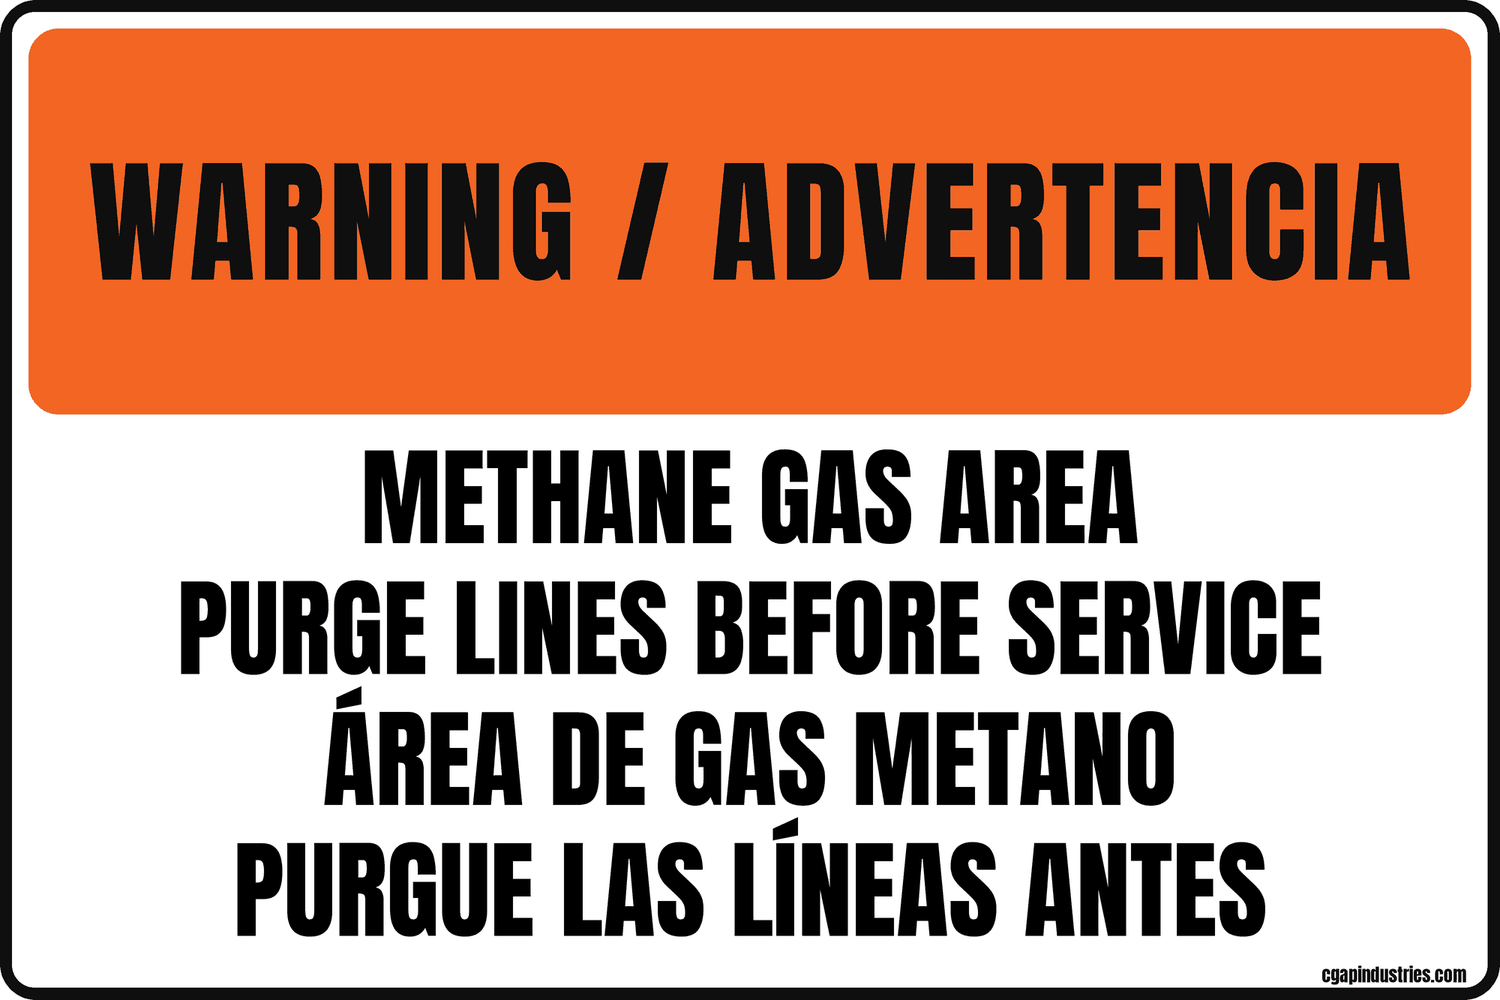 WARNING / ADVERTENCIA
METHANE GAS AREA
PURGE LINES BEFORE SERVICE
ÁREA DE GAS METANO
PURGUE LAS LÍNEAS ANTES
cgapindustries.com